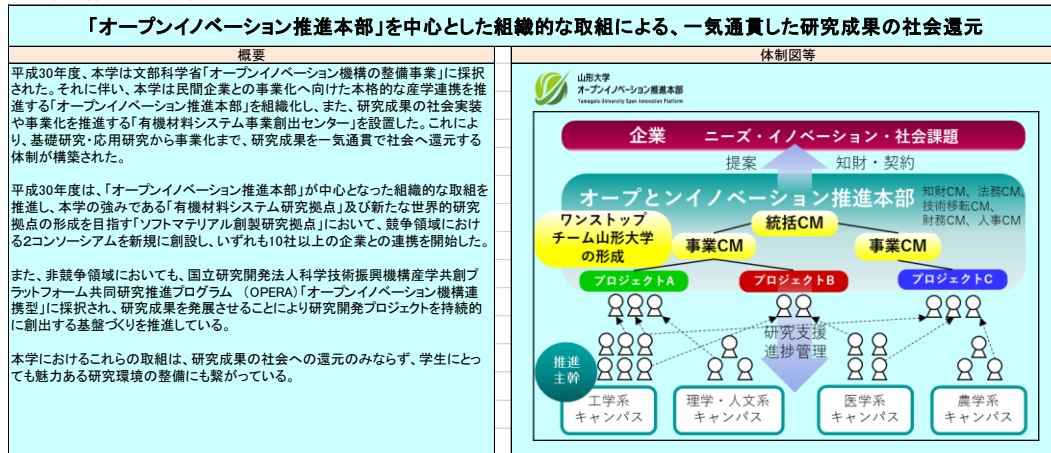 「オープンイノベーション推進本部」を中心とした組織的な取組による、一気通貫した研究成果の社会還元
概要
平成30年度、本学は文部科学省「オープンイノベーション機構の整備事業」に採択
された。それに伴い、本学は民間企業との事業化へ向けた本格的な産学連携を推
進する「オープンイノベーション推進本部」を組織化し、また、研究成果の社会実装
や事業化を推進する「有機材料システム事業創出センター」を設置した。これによ
り、基礎研究・応用研究から事業化まで、研究成果を一気通貫で社会へ還元する
体制が構築された。
平成30年度は、「オープンイノベーション推進本部」が中心となった組織的な取組を
推進し、本学の強みである「有機材料システム研究拠点」及び新たな世界的研究
拠点の形成を目指す「ソフトマテリアル創製研究拠点」において、競争領域におけ
る2コンソーシアムを新規に創設し、いずれも10社以上の企業との連携を開始した。
また、非競争領域においても、国立研究開発法人科学技術振興機構産学共創プ
ラットフォーム共同研究推進プログラム （OPERA）「オープンイノベーション機構連
携型」に採択され、研究成果を発展させることにより研究開発プロジェクトを持続的
に創出する基盤づくりを推進している。
本学におけるこれらの取組は、研究成果の社会への還元のみならず、学生にとっ
ても魅力ある研究環境の整備にも繋がっている。
体制図等
山形大学
オープンイノベーション推進本部
Yamagata University Open Innovation Platform
企業 ニーズ・イノベーション・社会課題
提案 知財・契約
オープとンイノベーション推進本部
知財CM、法務CM、
技術移転CM、
財務CM、人事CM
ワンストップ
チーム山形大学
の形成
統括CM
事業CM 事業CM
プロジェクトA プロジェクトB プロジェクトC
研究支援
進捗管理
推進
主幹
工学系
キャンパス
理学・人文系
キャンパス
医学系
キャンパス
農学系
キャンパス